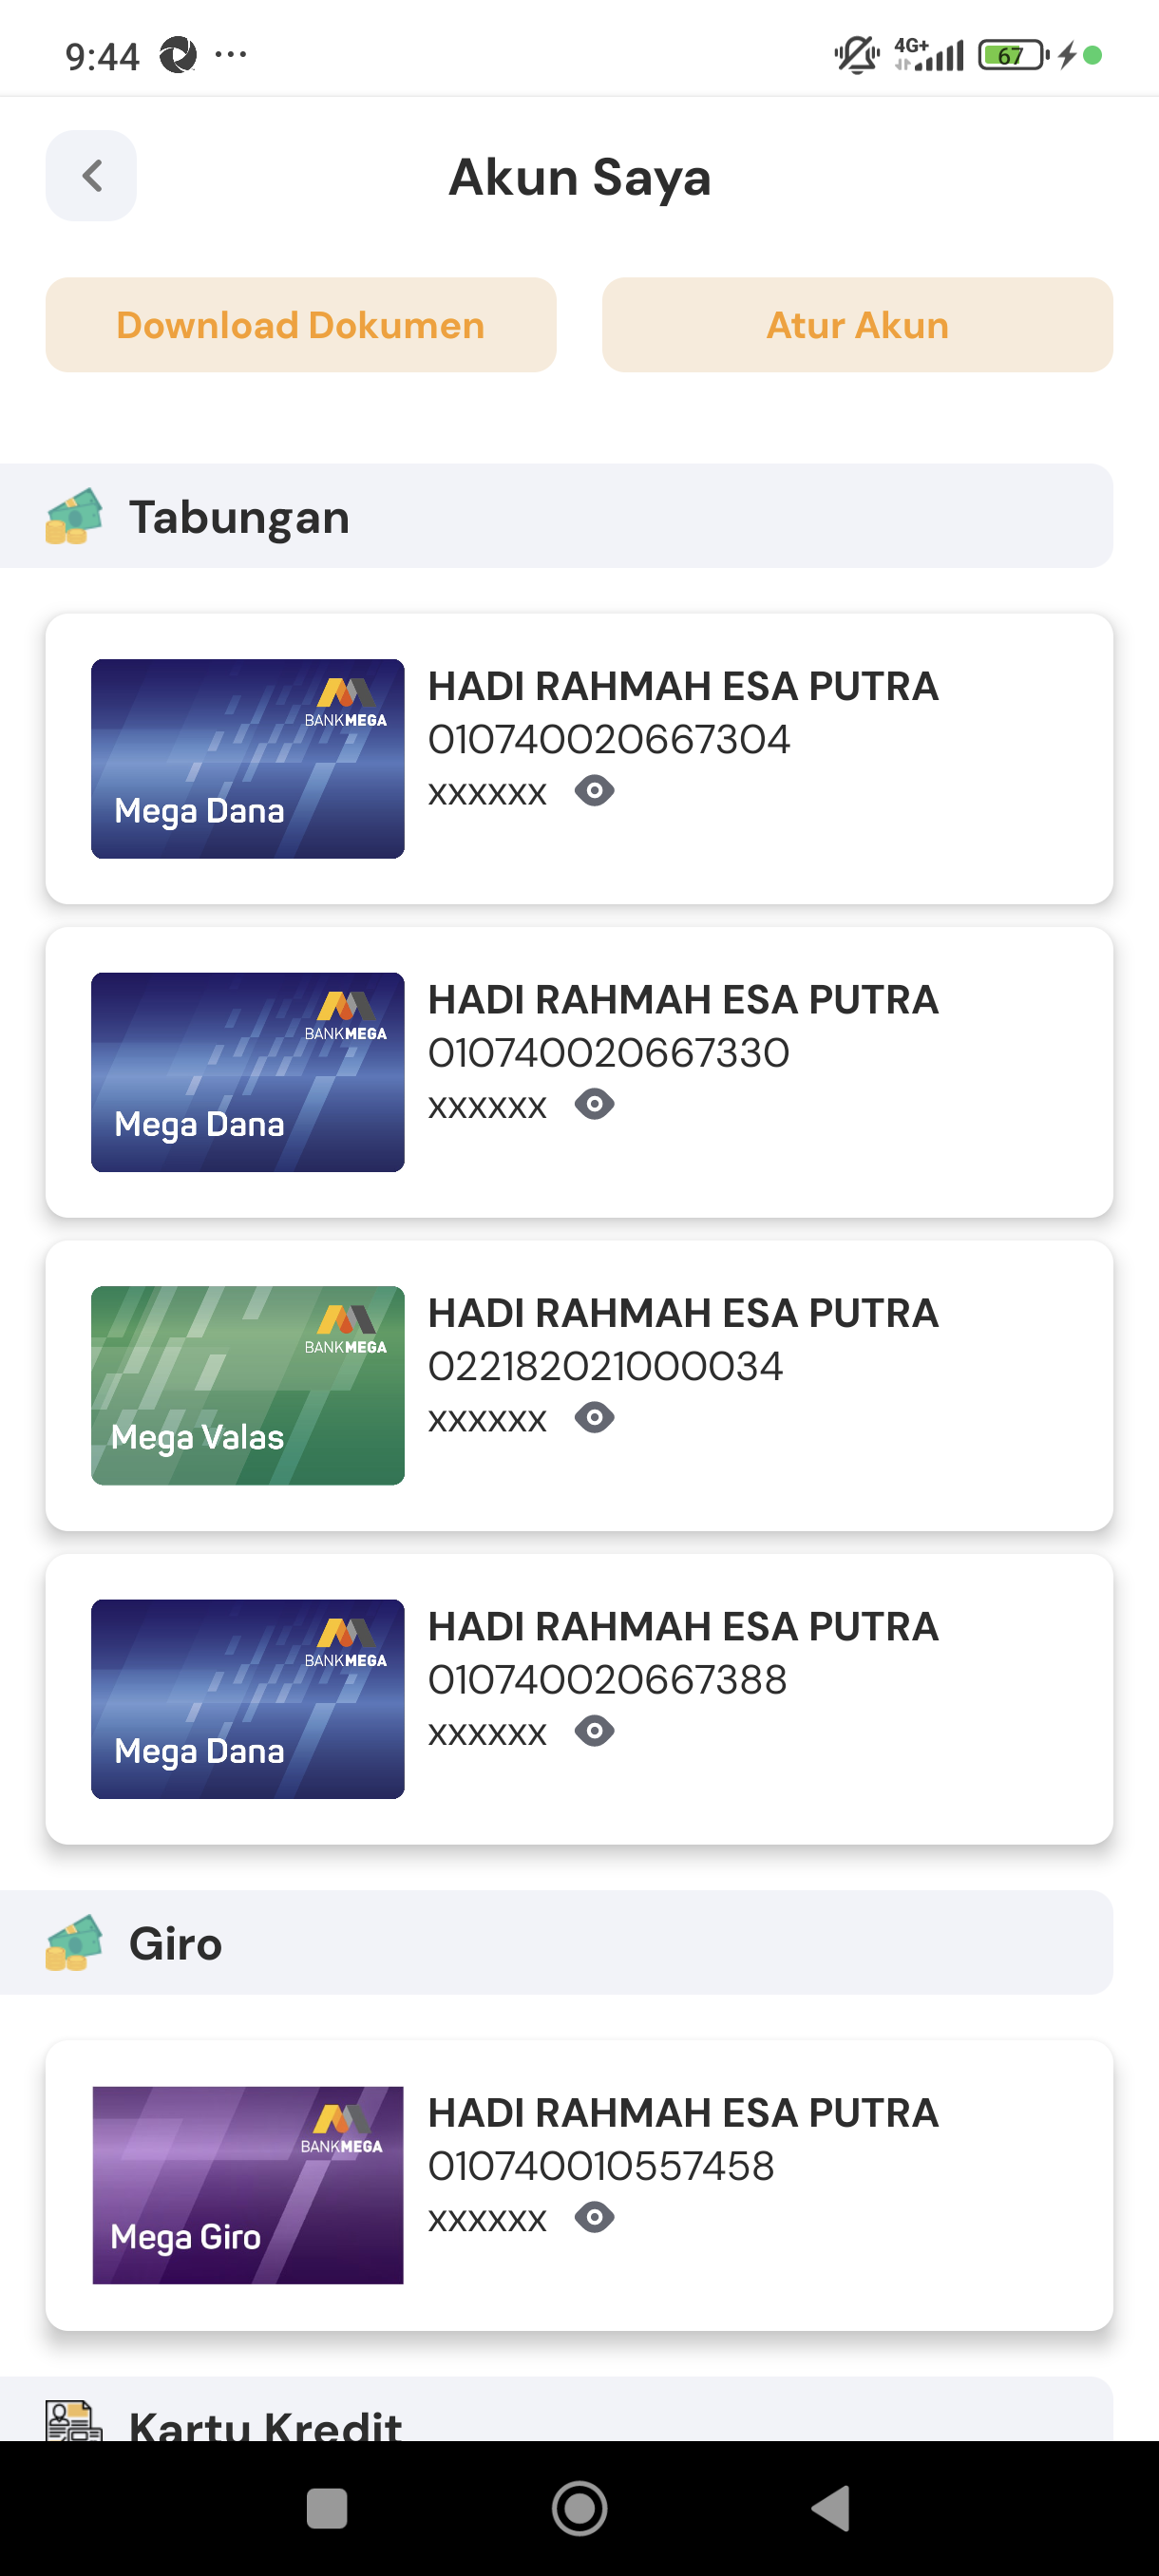 9:44
4G+
67
Akun Saya
Download Dokumen
Atur Akun
Tabungan
BANKMEGA
Mega Dana
HADI RAHMAH ESA PUTRA
010740020667304
xxxxxx
BANKMEGA
Mega Dana
HADI RAHMAH ESA PUTRA
010740020667330
xxxxxx
BANKMEGA
Mega Valas
HADI RAHMAH ESA PUTRA
022182021000034
xxxxxx
BANKMEGA
Mega Dana
HADI RAHMAH ESA PUTRA
010740020667388
xxxxxx
Giro
BANKMEGA
Mega Giro
HADI RAHMAH ESA PUTRA
010740010557458
xxxxxx
Kartu Kredit